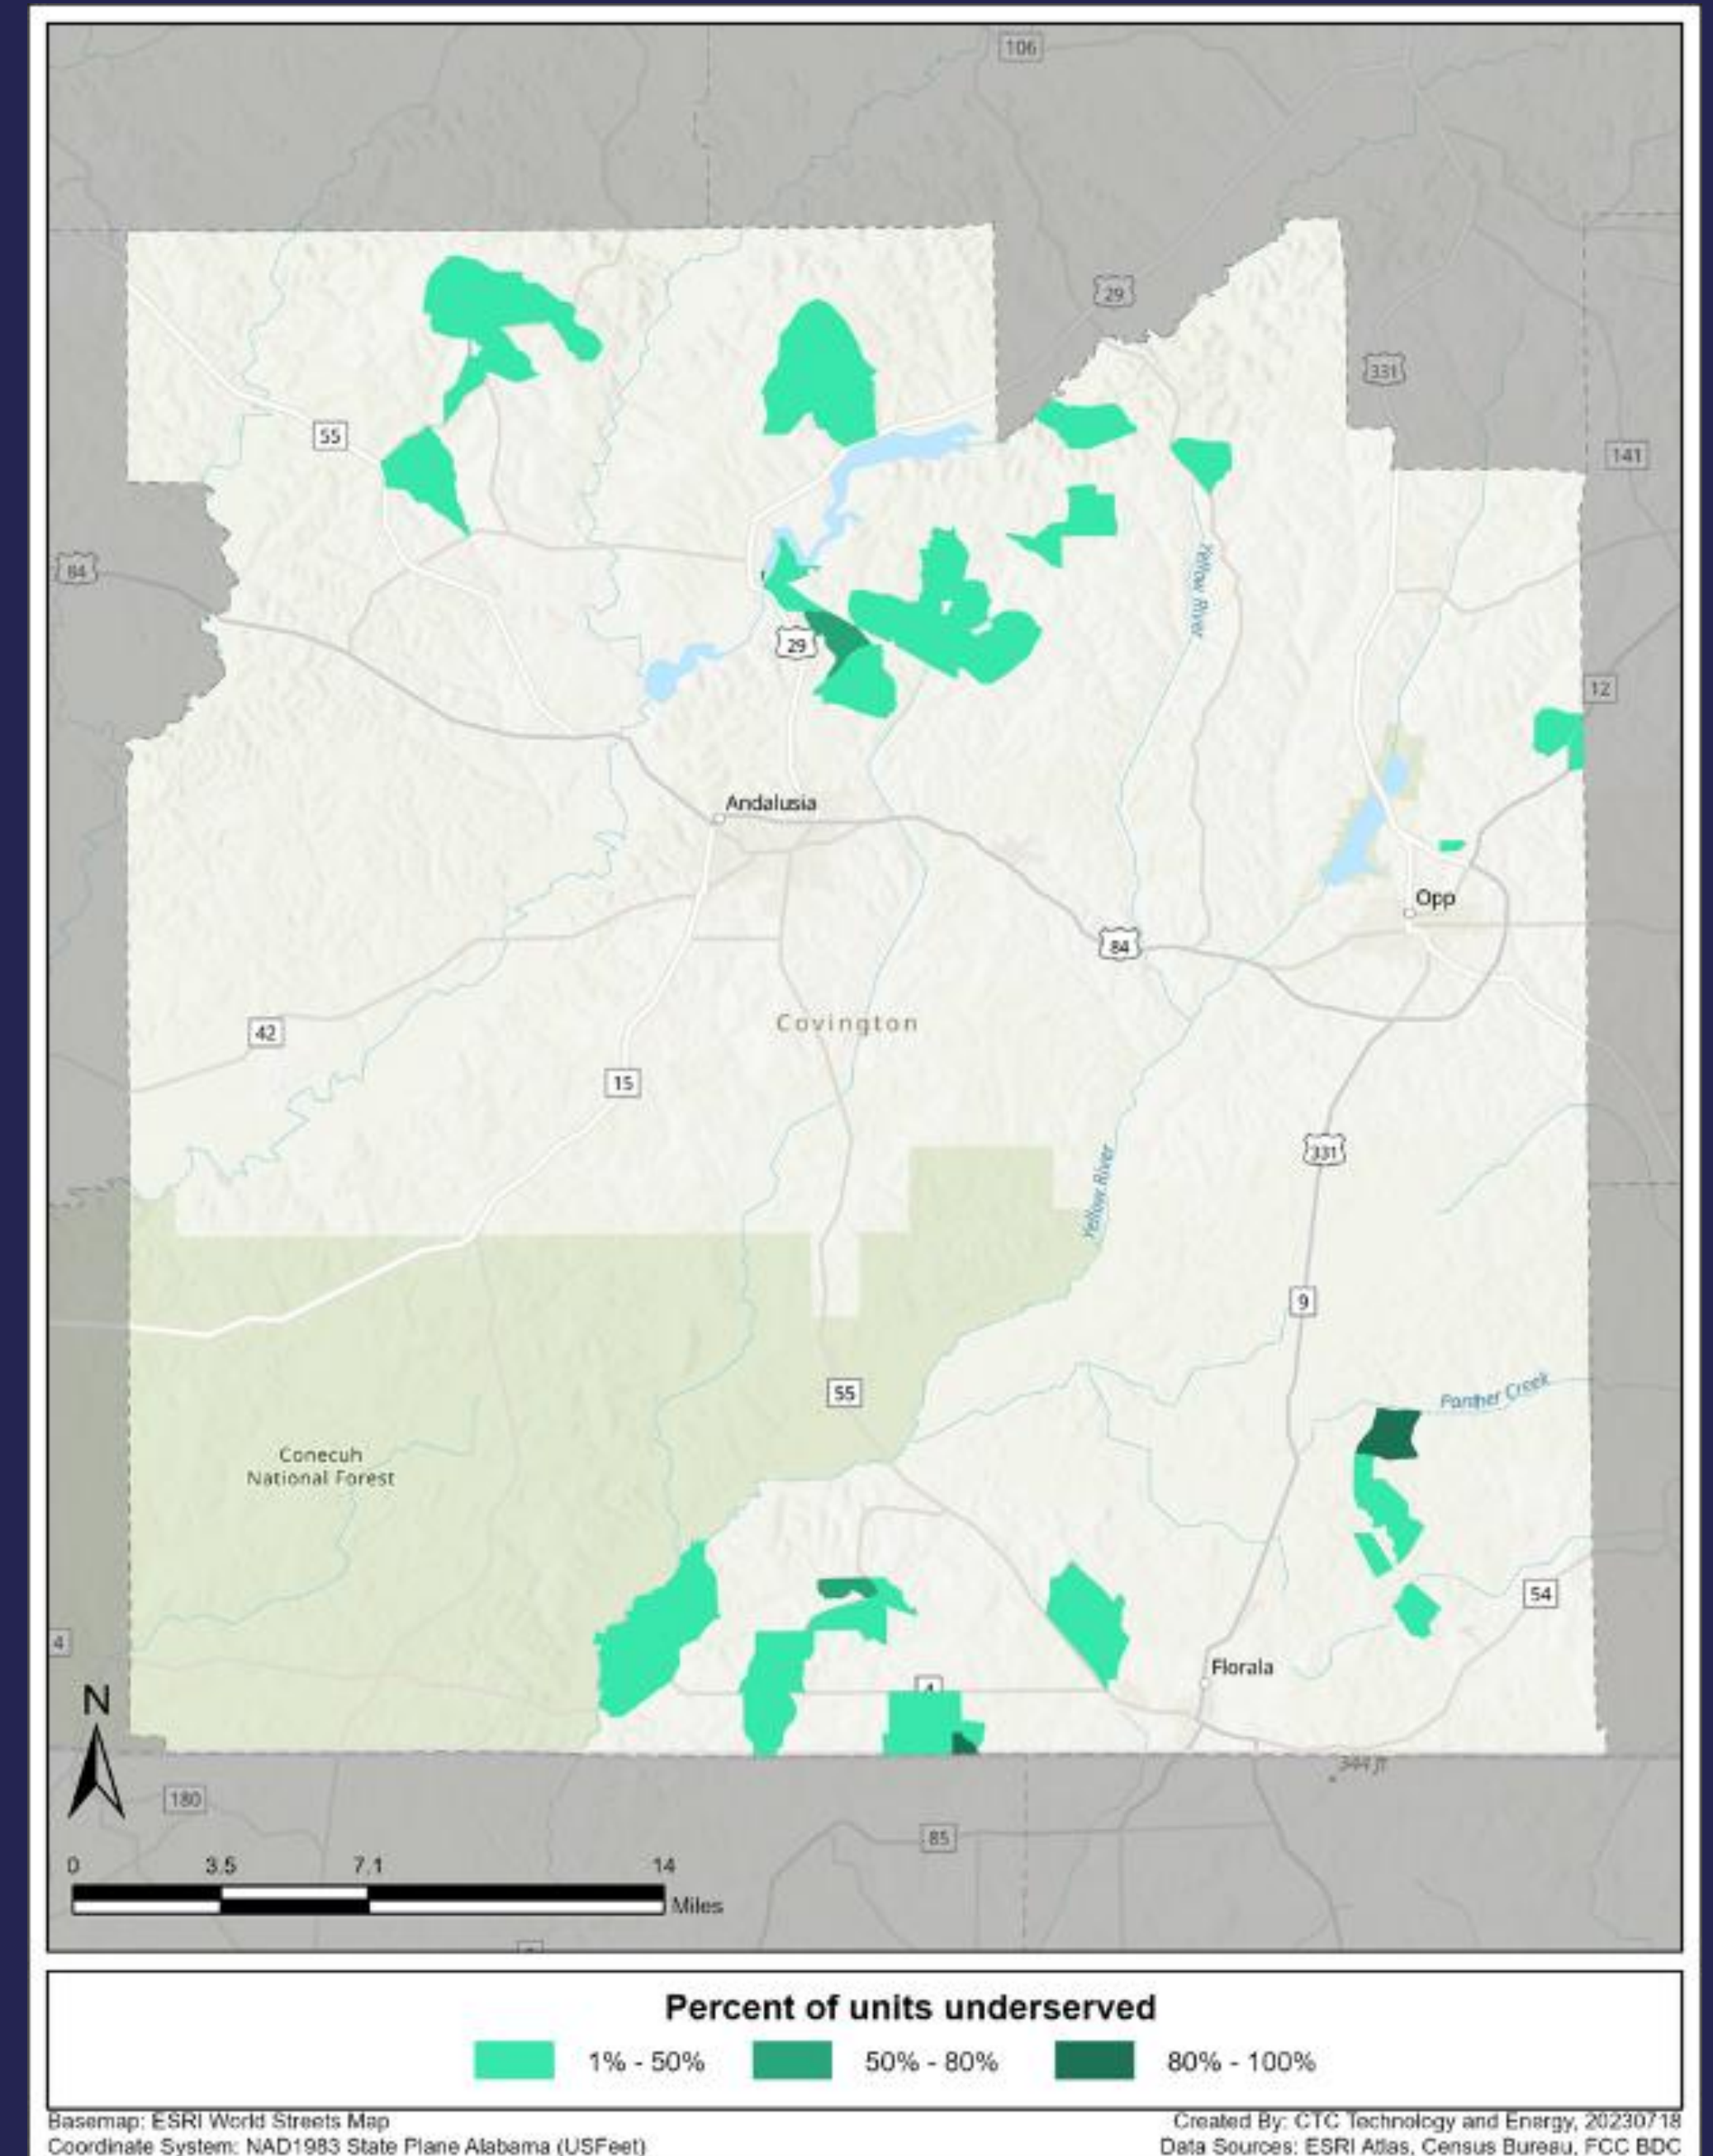 106
29
331
55
141
84
Yellow River
29
12
Andalusia
Opp
84
Covington
42
15
331
Yellow River
9
Panther Creek
55
Conecuh
National Forest
54
4
Florala
4
N
344 ft
180
85
0 3.5 7.1 14
Miles
Percent of units underserved
1% - 50% 50% - 80% 80% - 100%
Basemap: ESRI World Streets Map
Created By: CTC Technology and Energy, 20230718
Coordinate System: NAD1983 State Plane Alabama (USFeet)
Data Sources: ESRI Atlas, Census Bureau, FCC BDC